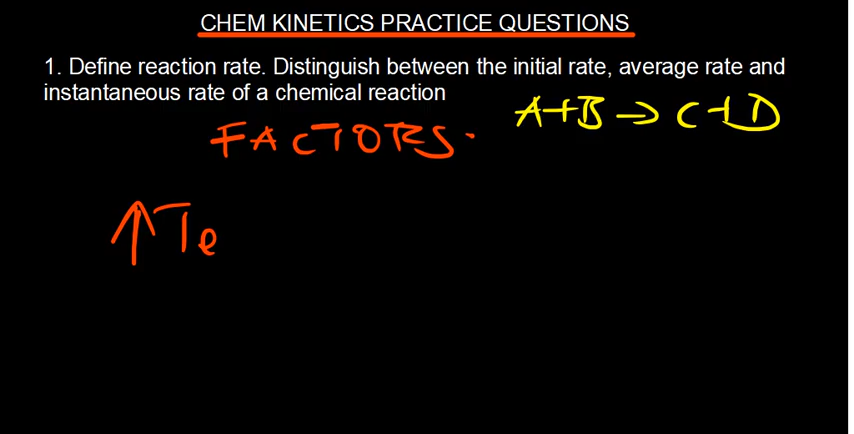 CHEM KINETICS PRACTICE QUESTIONS
1. Define reaction rate. Distinguish between the initial rate, average rate and
instantaneous rate of a chemical reaction
A+B → C+D
FACTORS.
↑Te